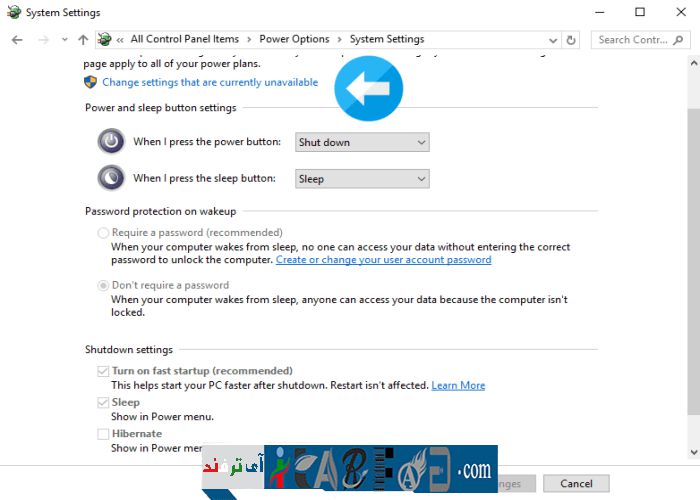 System Settings
« All Control Panel Items > Power Options > System Settings
Search Contr...
page apply to all of your power plans.
Change settings that are currently unavailable
Power and sleep button settings
When I press the power button: Shut down
When I press the sleep button: Sleep
Password protection on wakeup
Require a password (recommended)
When your computer wakes from sleep, no one can access your data without entering the correct
password to unlock the computer. Create or change your user account password
Don't require a password
When your computer wakes from sleep, anyone can access your data because the computer isn't
locked.
Shutdown settings
Turn on fast startup (recommended)
This helps start your PC faster after shutdown. Restart isn't affected. Learn More
Sleep
Show in Power menu.
Hibernate
Show in Power
آی ترفند
.com
Cancel